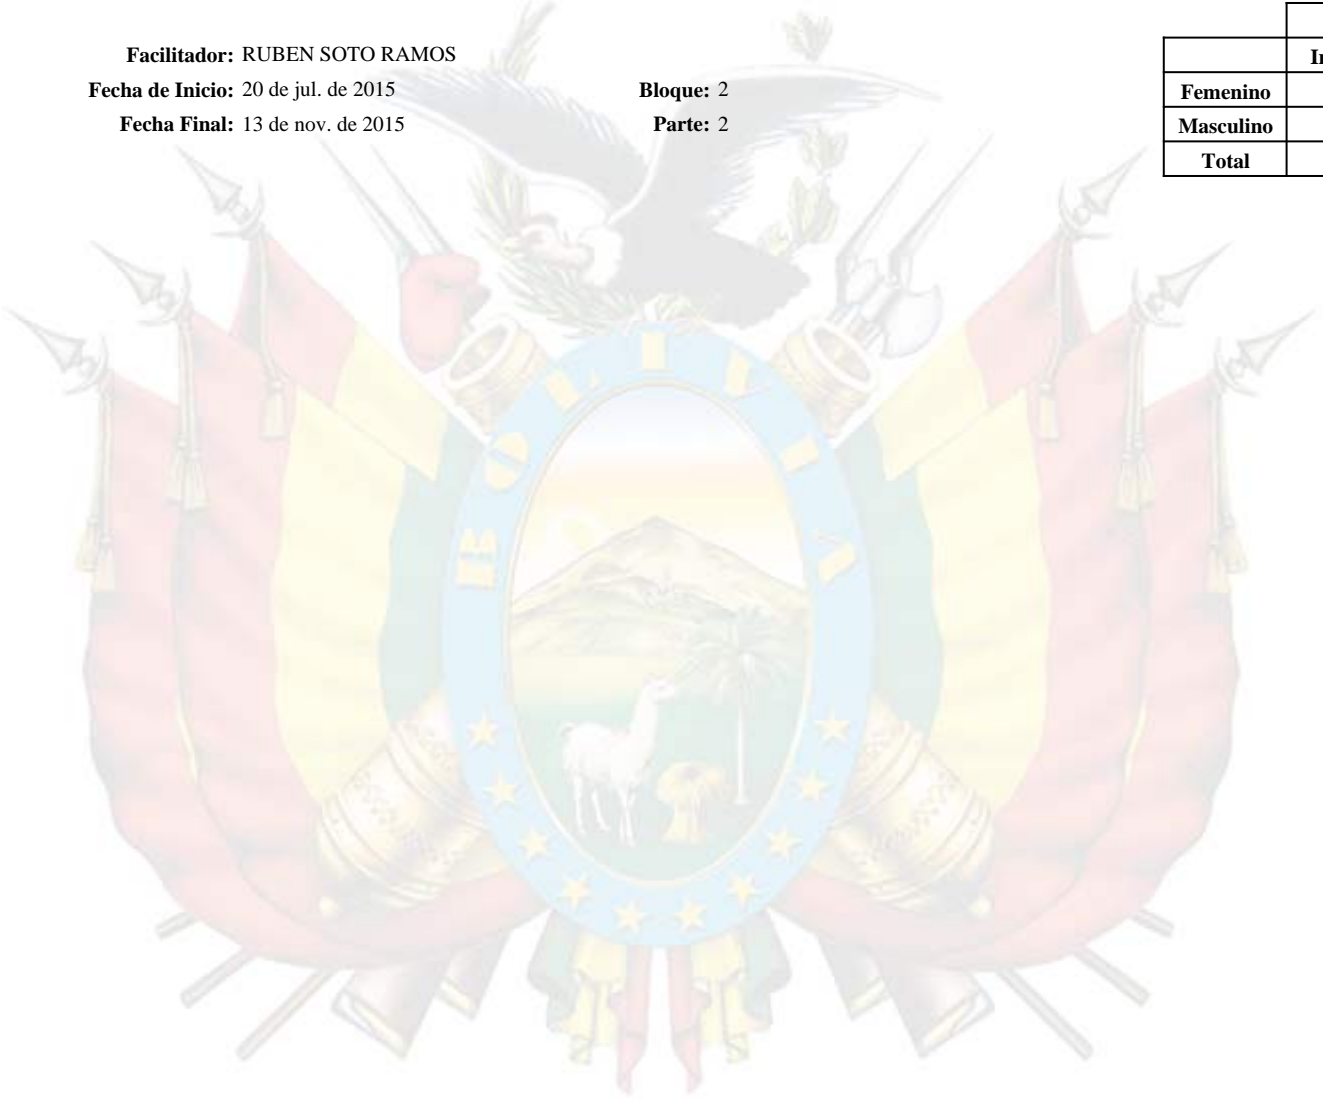 Facilitador: RUBEN SOTO RAMOS
Fecha de Inicio: 20 de jul. de 2015 Bloque: 2
Fecha Final: 13 de nov. de 2015 Parte: 2
Femenino
Masculino
Total
BOLIVIA